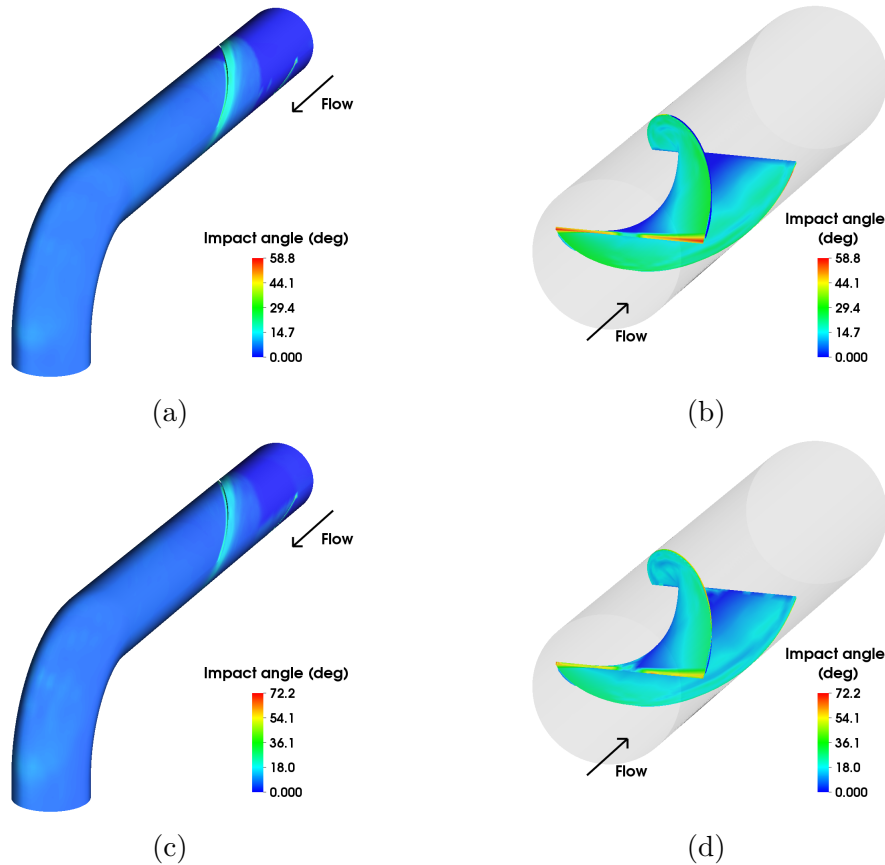 Flow
Impact angle (deg)
58.8
44.1
29.4
14.7
0.000
(a)
Impact angle
(deg)
58.8
44.1
29.4
14.7
0.000
Flow
(b)
Flow
Impact angle (deg)
72.2
54.1
36.1
18.0
0.000
(c)
Impact angle
(deg)
72.2
54.1
36.1
18.0
0.000
Flow
(d)